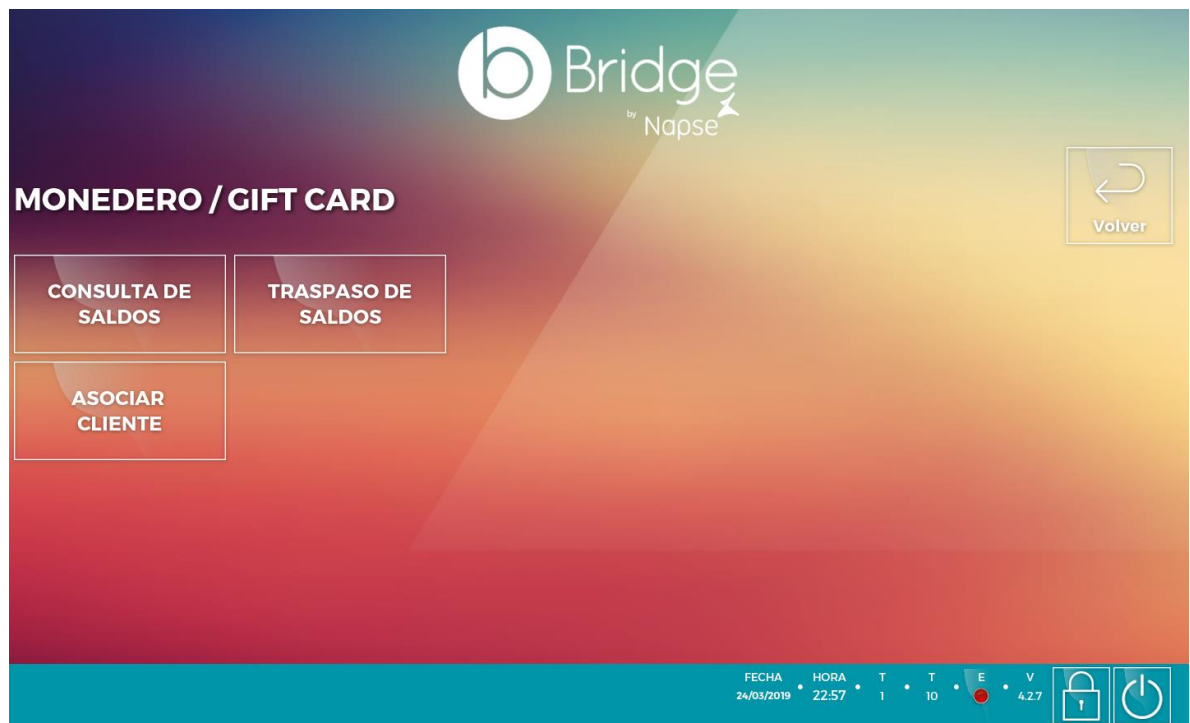 Bridge
by Napse
MONEDERO / GIFT CARD
Volver
CONSULTA DE
SALDOS
TRASPASO DE
SALDOS
ASOCIAR
CLIENTE
FECHA HORA T T E V
24/03/2019 22:57 1 10 4.2.7